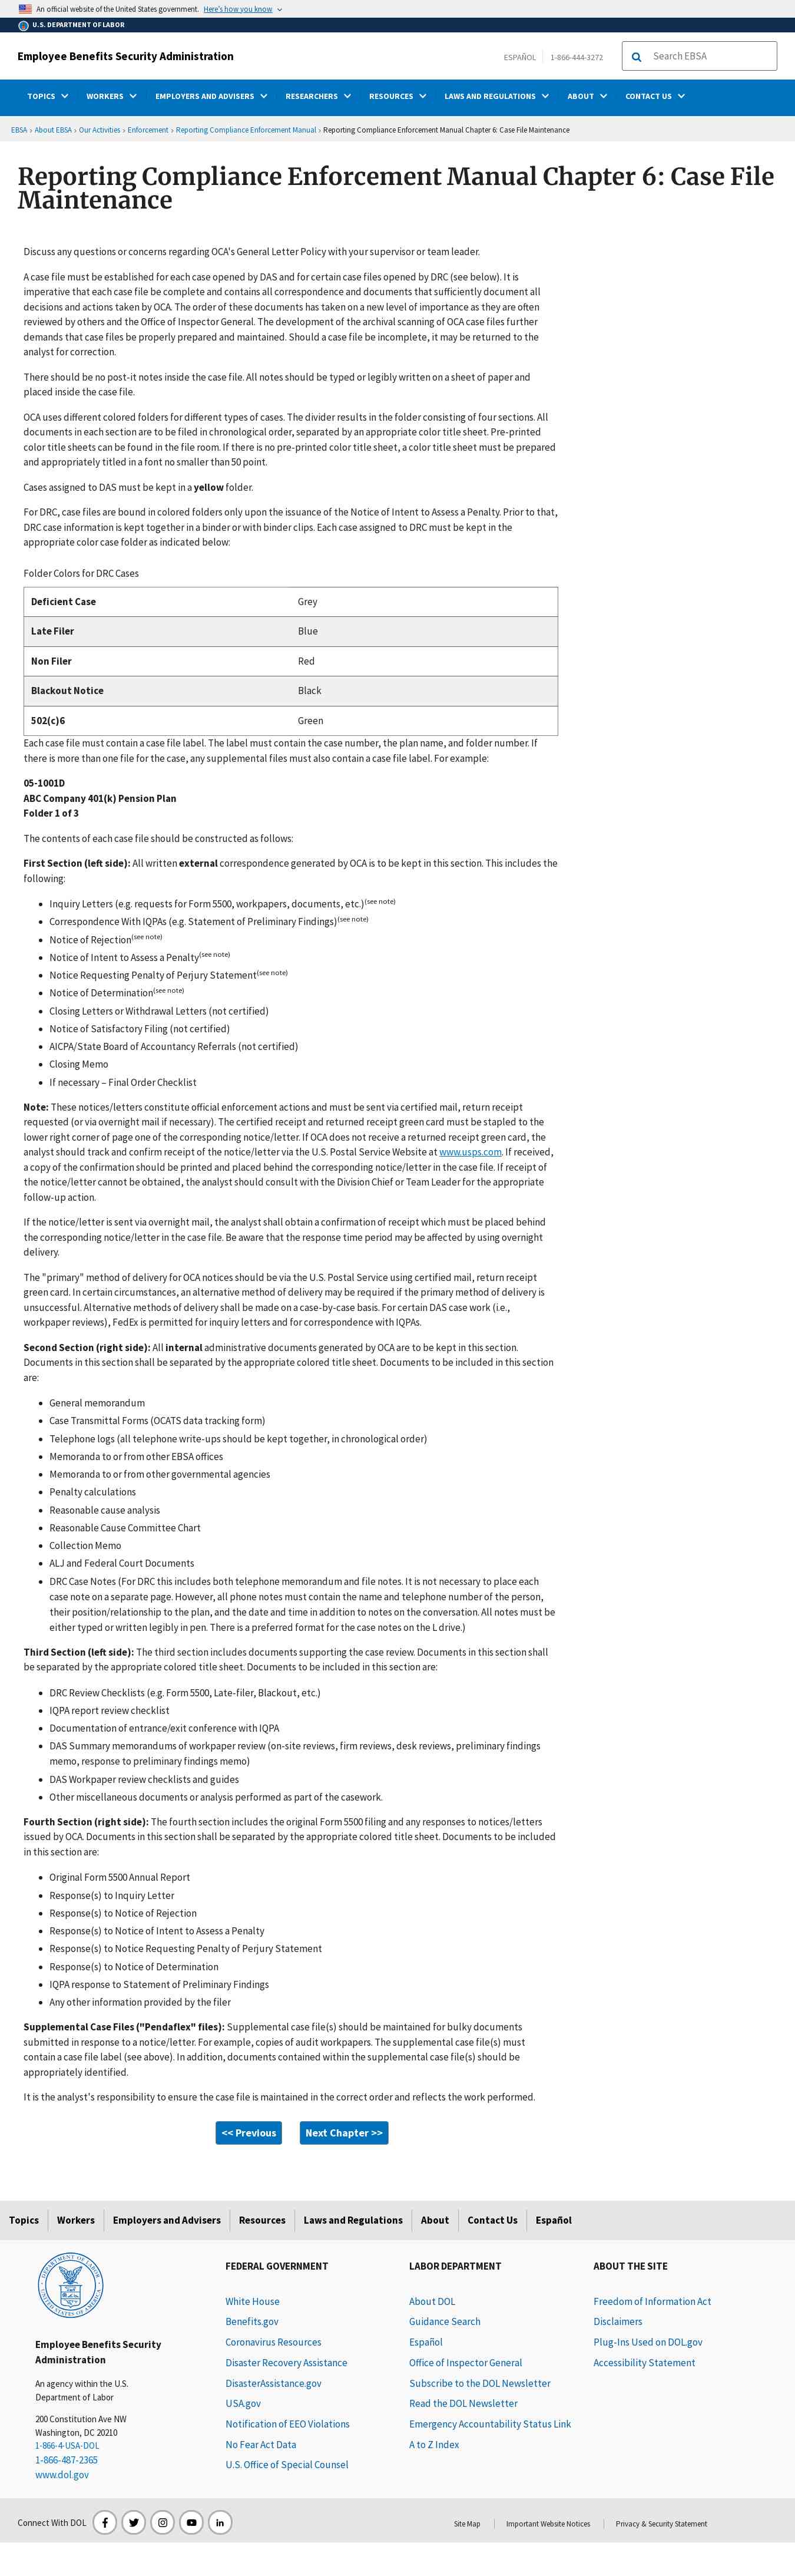 An official website of the United States government. Here's how you know
U.S. DEPARTMENT OF LABOR
Employee Benefits Security Administration
ESPAÑOL
1-866-444-3272
Search EBSA
TOPICS
WORKERS
EMPLOYERS AND ADVISERS
RESEARCHERS
RESOURCES
LAWS AND REGULATIONS
ABOUT
CONTACT US
EBSA › About EBSA › Our Activities › Enforcement › Reporting Compliance Enforcement Manual › Reporting Compliance Enforcement Manual Chapter 6: Case File Maintenance
Reporting Compliance Enforcement Manual Chapter 6: Case File
Maintenance
Discuss any questions or concerns regarding OCA's General Letter Policy with your supervisor or team leader.
A case file must be established for each case opened by DAS and for certain case files opened by DRC (see below). It is
imperative that each case file be complete and contains all correspondence and documents that sufficiently document all
decisions and actions taken by OCA. The order of these documents has taken on a new level of importance as they are often
reviewed by others and the Office of Inspector General. The development of the archival scanning of OCA case files further
demands that case files be properly prepared and maintained. Should a case file be incomplete, it may be returned to the
analyst for correction.
There should be no post-it notes inside the case file. All notes should be typed or legibly written on a sheet of paper and
placed inside the case file.
OCA uses different colored folders for different types of cases. The divider results in the folder consisting of four sections. All
documents in each section are to be filed in chronological order, separated by an appropriate color title sheet. Pre-printed
color title sheets can be found in the file room. If there is no pre-printed color title sheet, a color title sheet must be prepared
and appropriately titled in a font no smaller than 50 point.
Cases assigned to DAS must be kept in a yellow folder.
For DRC, case files are bound in colored folders only upon the issuance of the Notice of Intent to Assess a Penalty. Prior to that,
DRC case information is kept together in a binder or with binder clips. Each case assigned to DRC must be kept in the
appropriate color case folder as indicated below:
Folder Colors for DRC Cases
Deficient Case Grey
Late Filer Blue
Non Filer Red
Blackout Notice Black
502(c)6 Green
Each case file must contain a case file label. The label must contain the case number, the plan name, and folder number. If
there is more than one file for the case, any supplemental files must also contain a case file label. For example:
05-1001D
ABC Company 401(k) Pension Plan
Folder 1 of 3
The contents of each case file should be constructed as follows:
First Section (left side): All written external correspondence generated by OCA is to be kept in this section. This includes the
following:
• Inquiry Letters (e.g. requests for Form 5500, workpapers, documents, etc.)(see note)
• Correspondence With IQPAs (e.g. Statement of Preliminary Findings)(see note)
• Notice of Rejection(see note)
• Notice of Intent to Assess a Penalty(see note)
• Notice Requesting Penalty of Perjury Statement(see note)
• Notice of Determination(see note)
• Closing Letters or Withdrawal Letters (not certified)
• Notice of Satisfactory Filing (not certified)
• AICPA/State Board of Accountancy Referrals (not certified)
• Closing Memo
• If necessary – Final Order Checklist
Note: These notices/letters constitute official enforcement actions and must be sent via certified mail, return receipt
requested (or via overnight mail if necessary). The certified receipt and returned receipt green card must be stapled to the
lower left corner of page one of the corresponding notice/letter. If OCA does not receive a returned receipt green card, the
analyst should track and confirm receipt of the notice/letter via the U.S. Postal Service Website at www.usps.com. If received,
a copy of the confirmation should be printed and placed behind the corresponding notice/letter in the case file. If receipt of
the notice/letter cannot be obtained, the analyst should consult with the Division Chief or Team Leader for the appropriate
follow-up action.
If the notice/letter is sent via overnight mail, the analyst shall obtain a confirmation of receipt which must be placed behind
the corresponding notice/letter in the case file. Be aware that the response time period may be affected by using overnight
delivery.
The "primary" method of delivery for OCA notices should be via the U.S. Postal Service using certified mail, return receipt
green card. In certain circumstances, an alternative method of delivery may be required if the primary method of delivery is
unsuccessful. Alternative methods of delivery shall be made on a case-by-case basis. For certain DAS case work (i.e.,
workpaper reviews), FedEx is permitted for inquiry letters and for correspondence with IQPAs.
Second Section (right side): All internal administrative documents generated by OCA are to be kept in this section.
Documents in this section shall be separated by the appropriate colored title sheet. Documents to be included in this section
are:
• General memorandum
• Case Transmittal Forms (OCATS data tracking form)
• Telephone logs (all telephone write-ups should be kept together, in chronological order)
• Memoranda to or from other EBSA offices
• Memoranda to or from other governmental agencies
• Penalty calculations
• Reasonable cause analysis
• Reasonable Cause Committee Chart
• Collection Memo
• ALJ and Federal Court Documents
• DRC Case Notes (For DRC this includes both telephone memorandum and file notes. It is not necessary to place each
case note on a separate page. However, all phone notes must contain the name and telephone number of the person,
their position/relationship to the plan, and the date and time in addition to notes on the conversation. All notes must be
either typed or written legibly in pen. There is a preferred format for the case notes on the L drive.)
Third Section (left side): The third section includes documents supporting the case review. Documents in this section shall
be separated by the appropriate colored title sheet. Documents to be included in this section are:
• DRC Review Checklists (e.g. Form 5500, Late-filer, Blackout, etc.)
• IQPA report review checklist
• Documentation of entrance/exit conference with IQPA
• DAS Summary memorandums of workpaper review (on-site reviews, firm reviews, desk reviews, preliminary findings
memo, response to preliminary findings memo)
• DAS Workpaper review checklists and guides
• Other miscellaneous documents or analysis performed as part of the casework.
Fourth Section (right side): The fourth section includes the original Form 5500 filing and any responses to notices/letters
issued by OCA. Documents in this section shall be separated by the appropriate colored title sheet. Documents to be included
in this section are:
• Original Form 5500 Annual Report
• Response(s) to Inquiry Letter
• Response(s) to Notice of Rejection
• Response(s) to Notice of Intent to Assess a Penalty
• Response(s) to Notice Requesting Penalty of Perjury Statement
• Response(s) to Notice of Determination
• IQPA response to Statement of Preliminary Findings
• Any other information provided by the filer
Supplemental Case Files ("Pendaflex" files): Supplemental case file(s) should be maintained for bulky documents
submitted in response to a notice/letter. For example, copies of audit workpapers. The supplemental case file(s) must
contain a case file label (see above). In addition, documents contained within the supplemental case file(s) should be
appropriately identified.
It is the analyst's responsibility to ensure the case file is maintained in the correct order and reflects the work performed.
<< Previous
Next Chapter >>
Topics
Workers
Employers and Advisers
Resources
Laws and Regulations
About
Contact Us
Español
DEPARTMENT OF LABOR
UNITED STATES OF AMERICA
Employee Benefits Security
Administration
An agency within the U.S.
Department of Labor
200 Constitution Ave NW
Washington, DC 20210
1-866-4-USA-DOL
1-866-487-2365
www.dol.gov
FEDERAL GOVERNMENT
White House
Benefits.gov
Coronavirus Resources
Disaster Recovery Assistance
DisasterAssistance.gov
USA.gov
Notification of EEO Violations
No Fear Act Data
U.S. Office of Special Counsel
LABOR DEPARTMENT
About DOL
Guidance Search
Español
Office of Inspector General
Subscribe to the DOL Newsletter
Read the DOL Newsletter
Emergency Accountability Status Link
A to Z Index
ABOUT THE SITE
Freedom of Information Act
Disclaimers
Plug-Ins Used on DOL.gov
Accessibility Statement
Connect With DOL
Site Map
Important Website Notices
Privacy & Security Statement